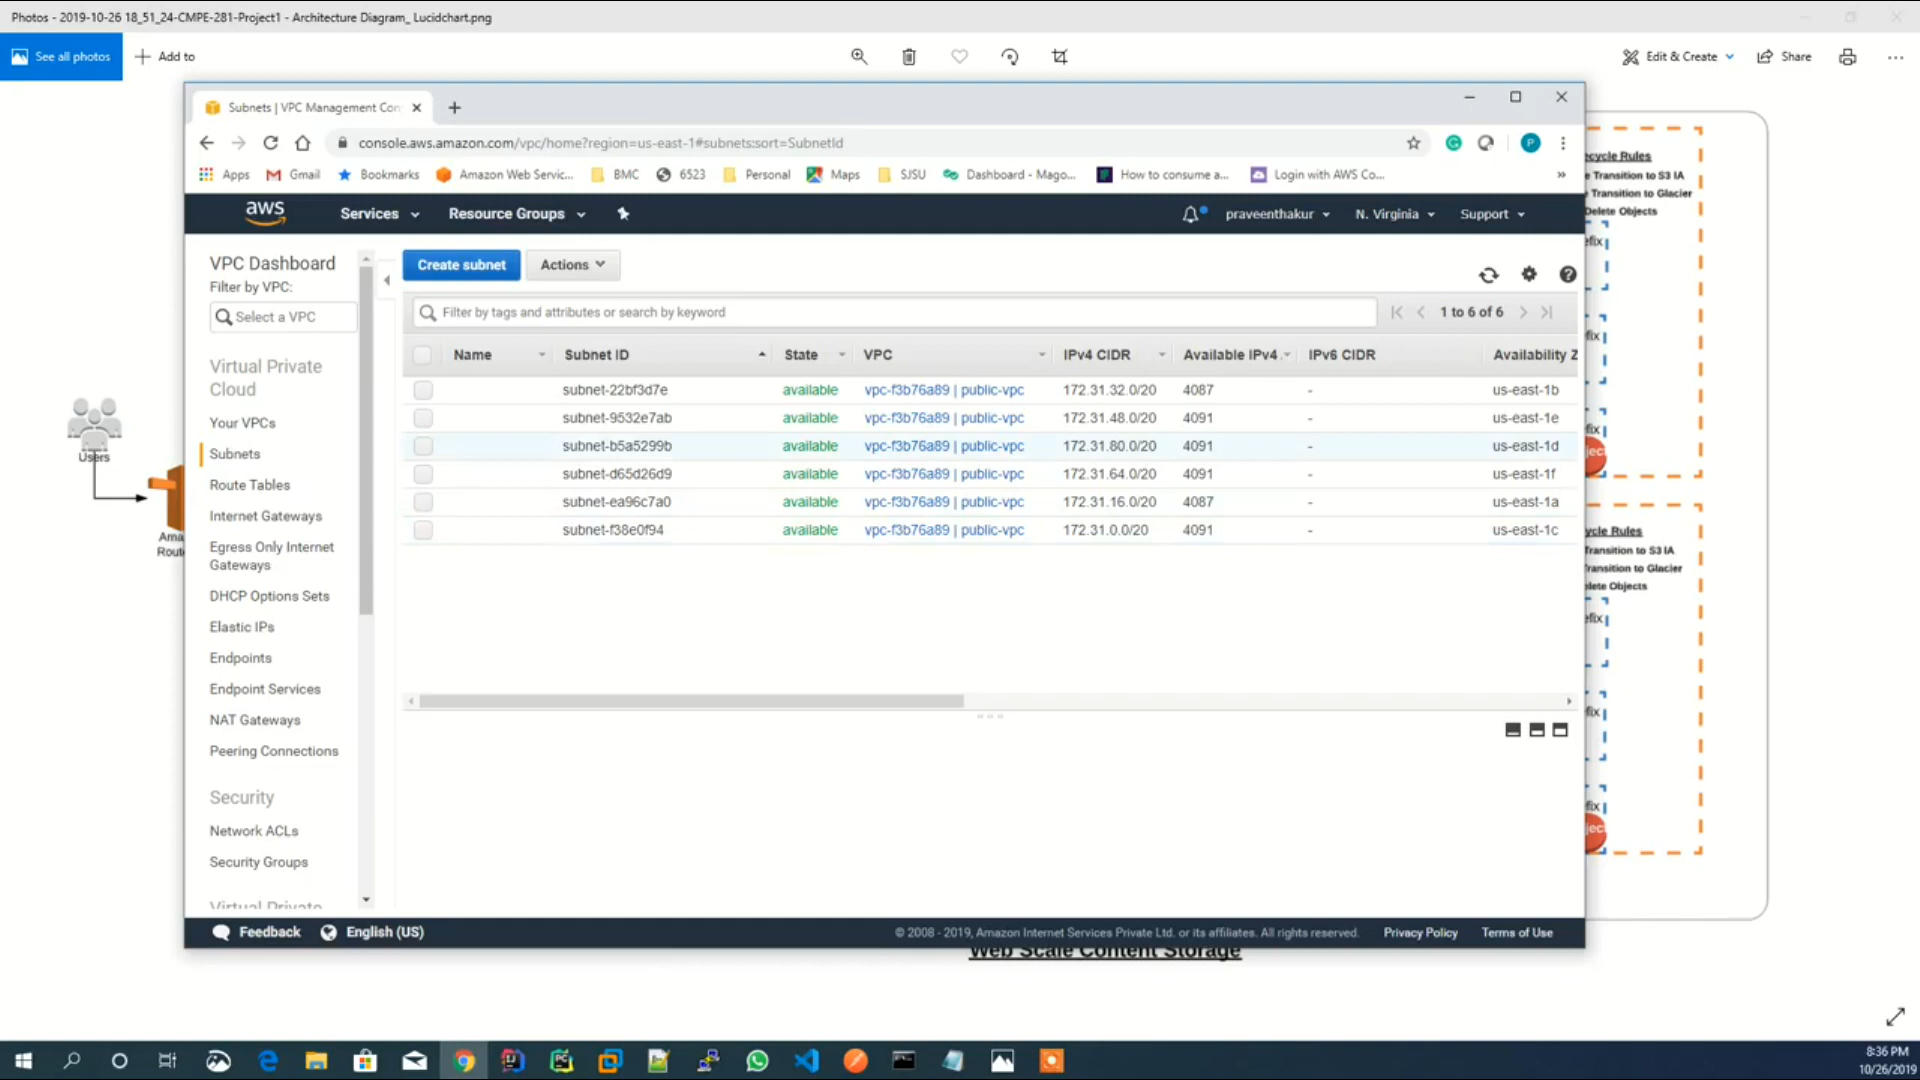 Photos - 2019-10-26 18_51_24-CMPE-281-Project1 - Architecture Diagram_ Lucidchart.png
See all photos
Add to
Edit & Create
Share
Subnets | VPC Management Con
console.aws.amazon.com/vpc/home?region=us-east-1#subnets:sort=SubnetId
Apps
Gmail
Bookmarks
Amazon Web Servic...
BMC
6523
Personal
Maps
SJSU
Dashboard - Mago...
How to consume a...
Login with AWS Co...
»
aws
Services
Resource Groups
praveenthakur
N. Virginia
Support
VPC Dashboard
Filter by VPC:
Select a VPC
Virtual Private
Cloud
Your VPCs
Subnets
Route Tables
Internet Gateways
Egress Only Internet
Gateways
DHCP Options Sets
Elastic IPs
Endpoints
Endpoint Services
NAT Gateways
Peering Connections
Security
Network ACLs
Security Groups
Virtual Private
Create subnet
Actions
Filter by tags and attributes or search by keyword
1 to 6 of 6
Name Subnet ID State VPC IPv4 CIDR Available IPv4 IPv6 CIDR Availability Z
subnet-22bf3d7e available vpc-f3b76a89 | public-vpc 172.31.32.0/20 4087 - us-east-1b
subnet-9532e7ab available vpc-f3b76a89 | public-vpc 172.31.48.0/20 4091 - us-east-1e
subnet-b5a5299b available vpc-f3b76a89 | public-vpc 172.31.80.0/20 4091 - us-east-1d
subnet-d65d26d9 available vpc-f3b76a89 | public-vpc 172.31.64.0/20 4091 - us-east-1f
subnet-ea96c7a0 available vpc-f3b76a89 | public-vpc 172.31.16.0/20 4087 - us-east-1a
subnet-f38e0f94 available vpc-f3b76a89 | public-vpc 172.31.0.0/20 4091 - us-east-1c
Feedback
English (US)
© 2008 - 2019, Amazon Internet Services Private Ltd. or its affiliates. All rights reserved.
Privacy Policy
Terms of Use
Users
Ama
Rout
ecycle Rules
e Transition to S3 IA
e Transition to Glacier
Delete Objects
efix
fix
fix
ject
ycle Rules
Transition to S3 IA
Transition to Glacier
elete Objects
efix
fix
fix
ject
Web Scale Content Storage
8:36 PM
10/26/2019